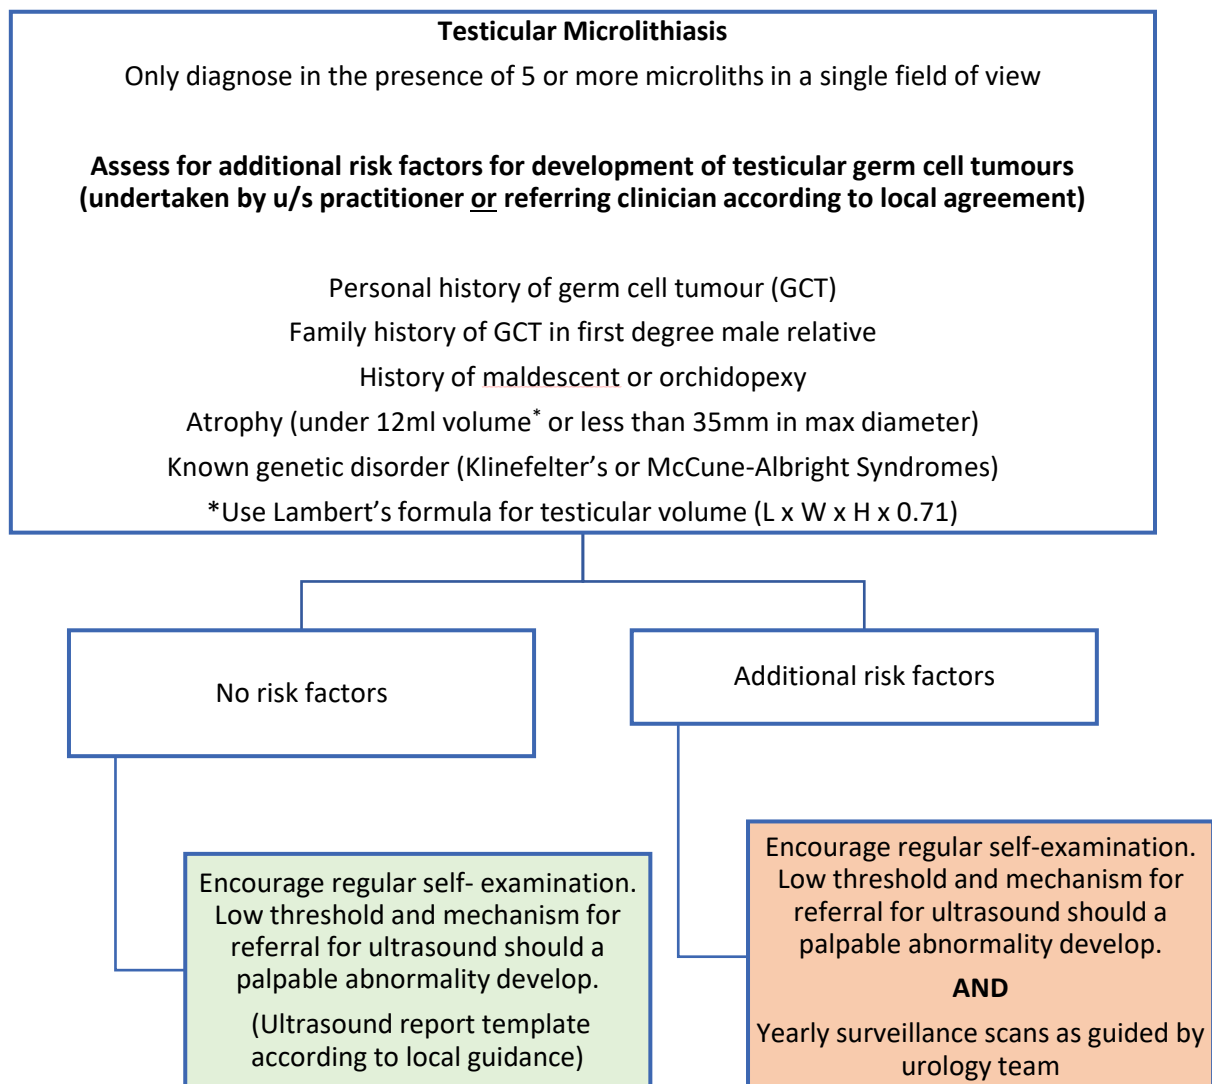 Testicular Microlithiasis
Only diagnose in the presence of 5 or more microliths in a single field of view
Assess for additional risk factors for development of testicular germ cell tumours
(undertaken by u/s practitioner or referring clinician according to local agreement)
Personal history of germ cell tumour (GCT)
Family history of GCT in first degree male relative
History of maldescent or orchidopexy
Atrophy (under 12ml volume* or less than 35mm in max diameter)
Known genetic disorder (Klinefelter's or McCune-Albright Syndromes)
*Use Lambert's formula for testicular volume (L x W x H x 0.71)
No risk factors
Additional risk factors
Encourage regular self- examination.
Low threshold and mechanism for
referral for ultrasound should a
palpable abnormality develop.
(Ultrasound report template
according to local guidance)
Encourage regular self-examination.
Low threshold and mechanism for
referral for ultrasound should a
palpable abnormality develop.
AND
Yearly surveillance scans as guided by
urology team